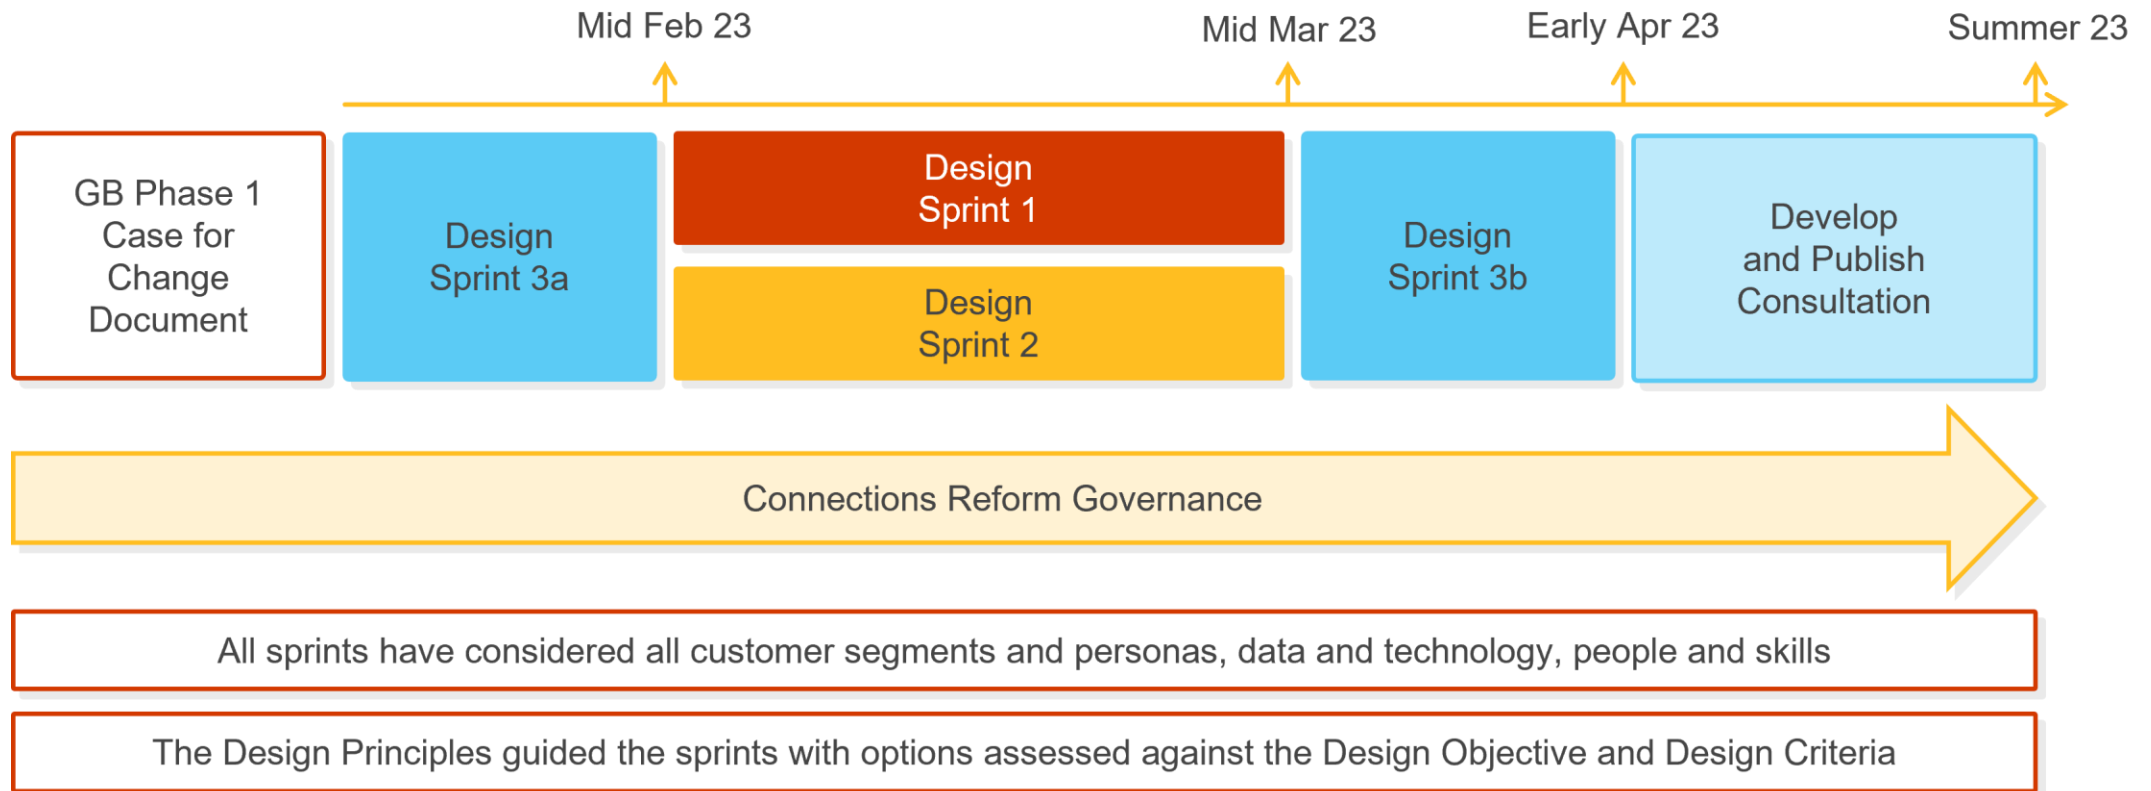 Mid Feb 23
Mid Mar 23
Early Apr 23
Summer 23
GB Phase 1
Case for
Change
Document
Design
Sprint 3a
Design
Sprint 1
Design
Sprint 2
Design
Sprint 3b
Develop
and Publish
Consultation
Connections Reform Governance
All sprints have considered all customer segments and personas, data and technology, people and skills
The Design Principles guided the sprints with options assessed against the Design Objective and Design Criteria